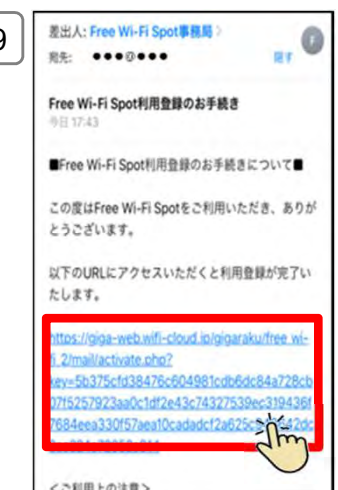 9
差出人: Free Wi-Fi Spot事務局 >
F
宛先: ●●●@●●●
隠す
Free Wi-Fi Spot利用登録のお手続き
今日 17:43
■Free Wi-Fi Spot利用登録のお手続きについて■
この度はFree Wi-Fi Spotをご利用いただき、ありが
とうございます。
以下のURLにアクセスいただくと利用登録が完了い
たします。
https://giga-web.wifi-cloud.jp/gigaraku/free_wi-
fi_2/mail/activate.php?
key=5b375cfd38476c604981cdb6dc84a728cb
07f5257923aa0c1df2e43c74327539ec319436f
7684eea330f57aea10cadadcf2a625c
<ご利用上の注意>